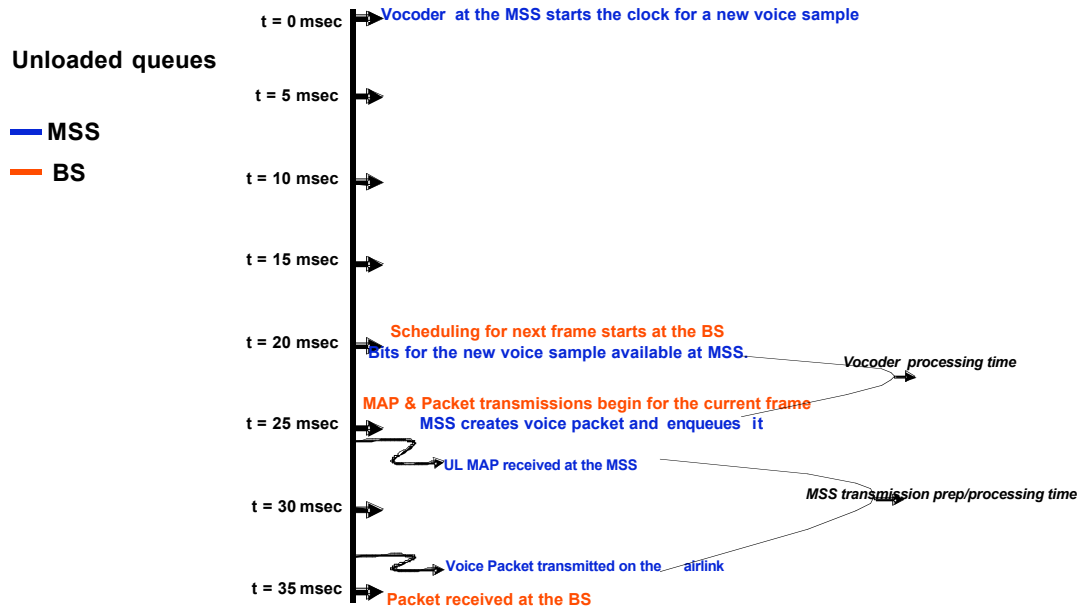 t = 0 msec
Vocoder at the MSS starts the clock for a new voice sample
Unloaded queues
t = 5 msec
MSS
BS
t = 10 msec
t = 15 msec
Scheduling for next frame starts at the BS
t = 20 msec
Bits for the new voice sample available at MSS.
Vocoder processing time
MAP & Packet transmissions begin for the current frame
t = 25 msec
MSS creates voice packet and enqueues it
UL MAP received at the MSS
MSS transmission prep/processing time
t = 30 msec
Voice Packet transmitted on the airlink
t = 35 msec
Packet received at the BS